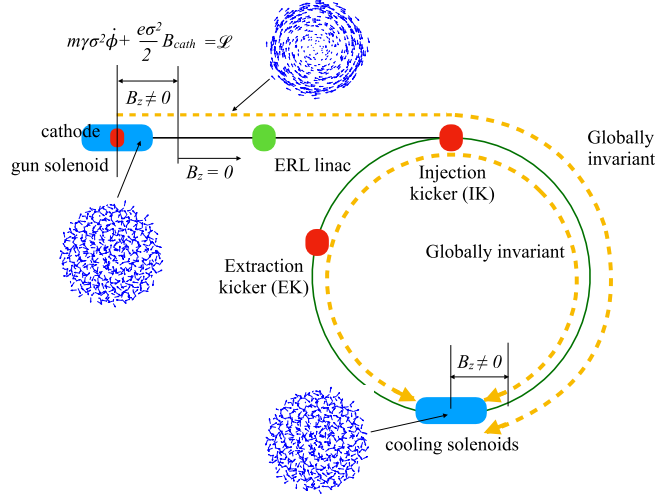 mγσ²ϕ̇ + eσ²/2 B_cath = ℒ
B_z ≠ 0
cathode
gun solenoid
B_z = 0
ERL linac
Injection
kicker (IK)
Globally
invariant
Globally invariant
Extraction
kicker (EK)
B_z ≠ 0
cooling solenoids